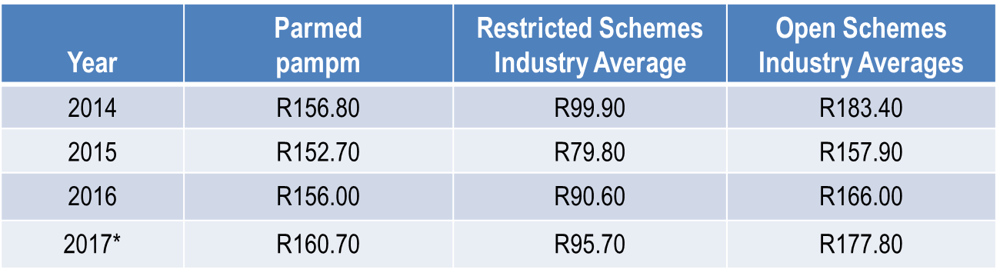 Year Parmed pampm Restricted Schemes Industry Average Open Schemes Industry Averages
2014 R156.80 R99.90 R183.40
2015 R152.70 R79.80 R157.90
2016 R156.00 R90.60 R166.00
2017* R160.70 R95.70 R177.80